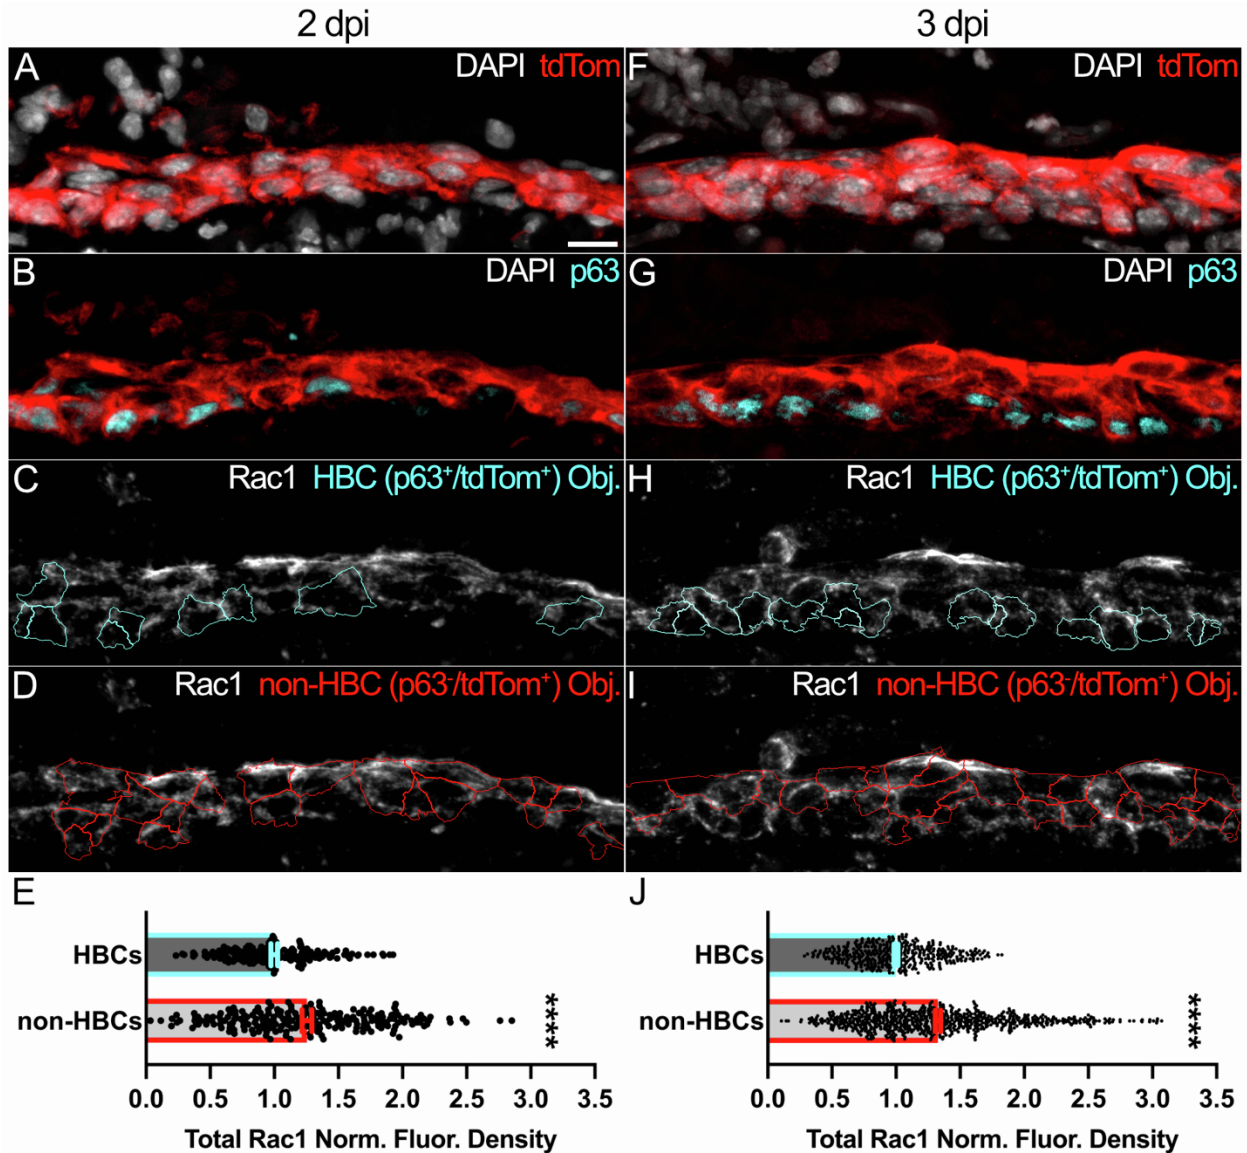 2 dpi
3 dpi
A
DAPI tdTom
F
DAPI tdTom
B
DAPI p63
G
DAPI p63
C
Rac1 HBC (p63⁺/tdTom⁺) Obj.
H
Rac1 HBC (p63⁺/tdTom⁺) Obj.
D
Rac1 non-HBC (p63⁻/tdTom⁺) Obj.
I
Rac1 non-HBC (p63⁻/tdTom⁺) Obj.
E
HBCs
non-HBCs
****
0.0 0.5 1.0 1.5 2.0 2.5 3.0 3.5
Total Rac1 Norm. Fluor. Density
J
HBCs
non-HBCs
****
0.0 0.5 1.0 1.5 2.0 2.5 3.0 3.5
Total Rac1 Norm. Fluor. Density